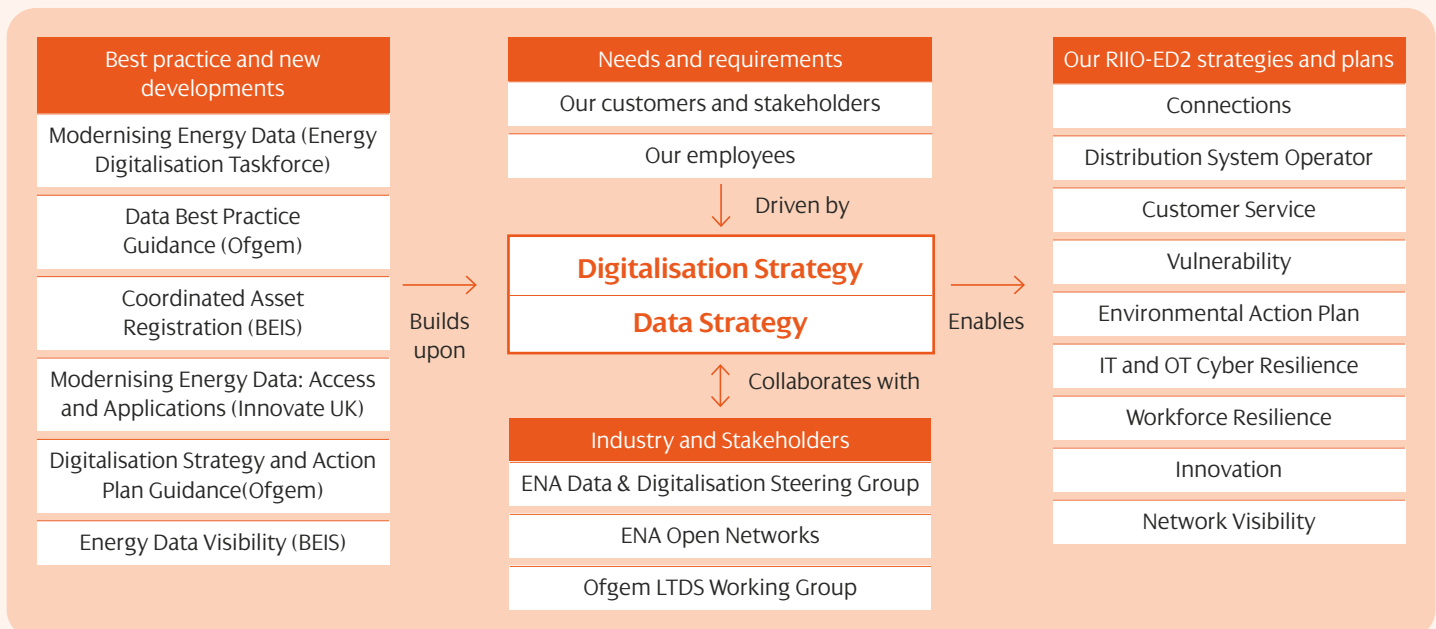 Best practice and new
developments
Modernising Energy Data (Energy
Digitalisation Taskforce)
Data Best Practice
Guidance (Ofgem)
Coordinated Asset
Registration (BEIS)
Modernising Energy Data: Access
and Applications (Innovate UK)
Digitalisation Strategy and Action
Plan Guidance(Ofgem)
Energy Data Visibility (BEIS)
Builds
upon
Needs and requirements
Our customers and stakeholders
Our employees
Driven by
Digitalisation Strategy
Data Strategy
Collaborates with
Industry and Stakeholders
ENA Data & Digitalisation Steering Group
ENA Open Networks
Ofgem LTDS Working Group
Enables
Our RIIO-ED2 strategies and plans
Connections
Distribution System Operator
Customer Service
Vulnerability
Environmental Action Plan
IT and OT Cyber Resilience
Workforce Resilience
Innovation
Network Visibility